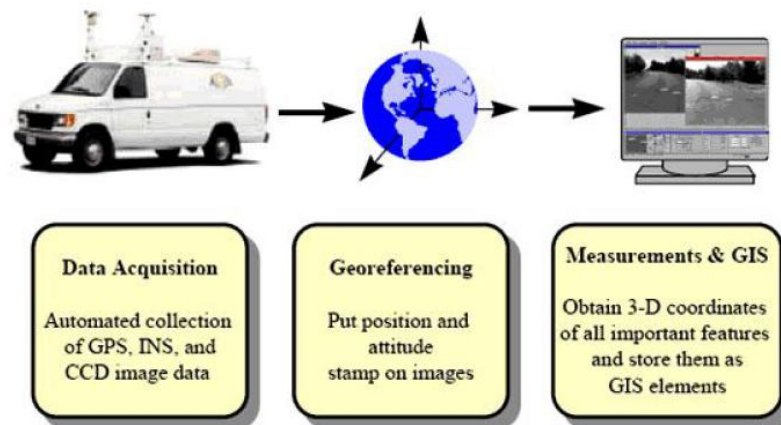 Data Acquisition
Automated collection
of GPS, INS, and
CCD image data
Georeferencing
Put position and
attitude
stamp on images
Measurements & GIS
Obtain 3-D coordinates
of all important features
and store them as
GIS elements